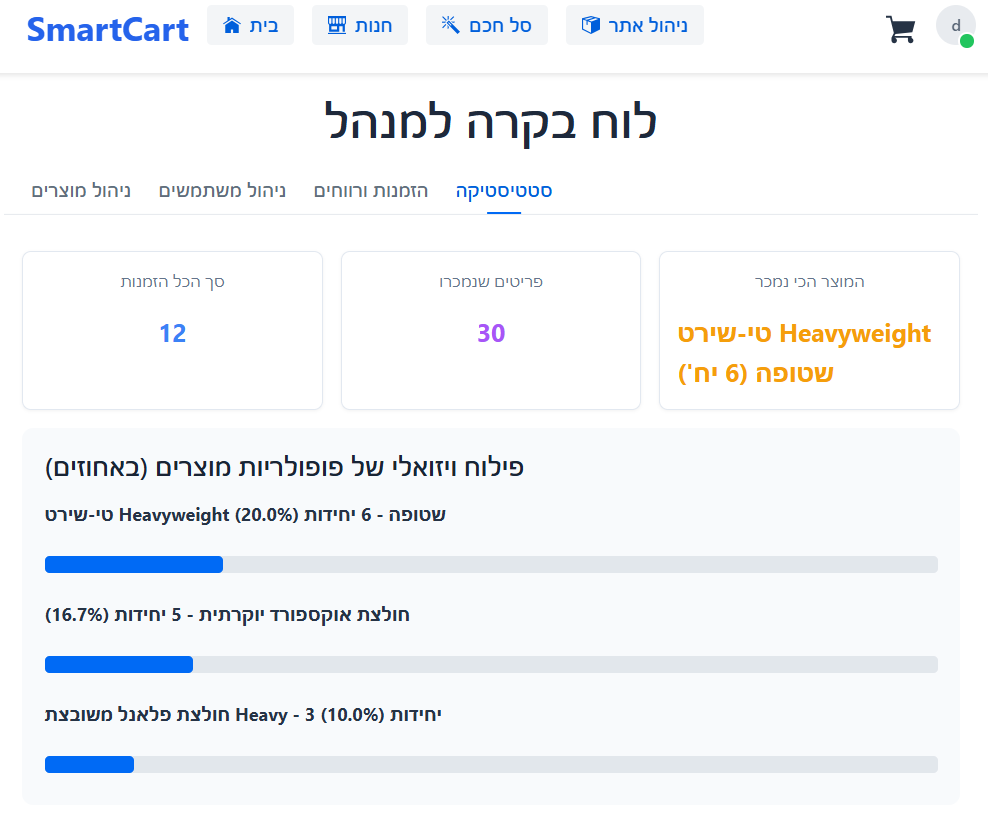 SmartCart בית חנות סל חכם ניהול אתר d
לוח בקרה למנהל
ניהול מוצרים ניהול משתמשים הזמנות ורווחים סטטיסטיקה
סך הכל הזמנות
12
פריטים שנמכרו
30
המוצר הכי נמכר
טי-שירט Heavyweight
שטופה (6 יח')
פילוח ויזואלי של פופולריות מוצרים (באחוזים)
טי-שירט Heavyweight שטופה - 6 יחידות (20.0%)
חולצת אוקספורד יוקרתית - 5 יחידות (16.7%)
חולצת פלאנל משובצת Heavy - 3 יחידות (10.0%)